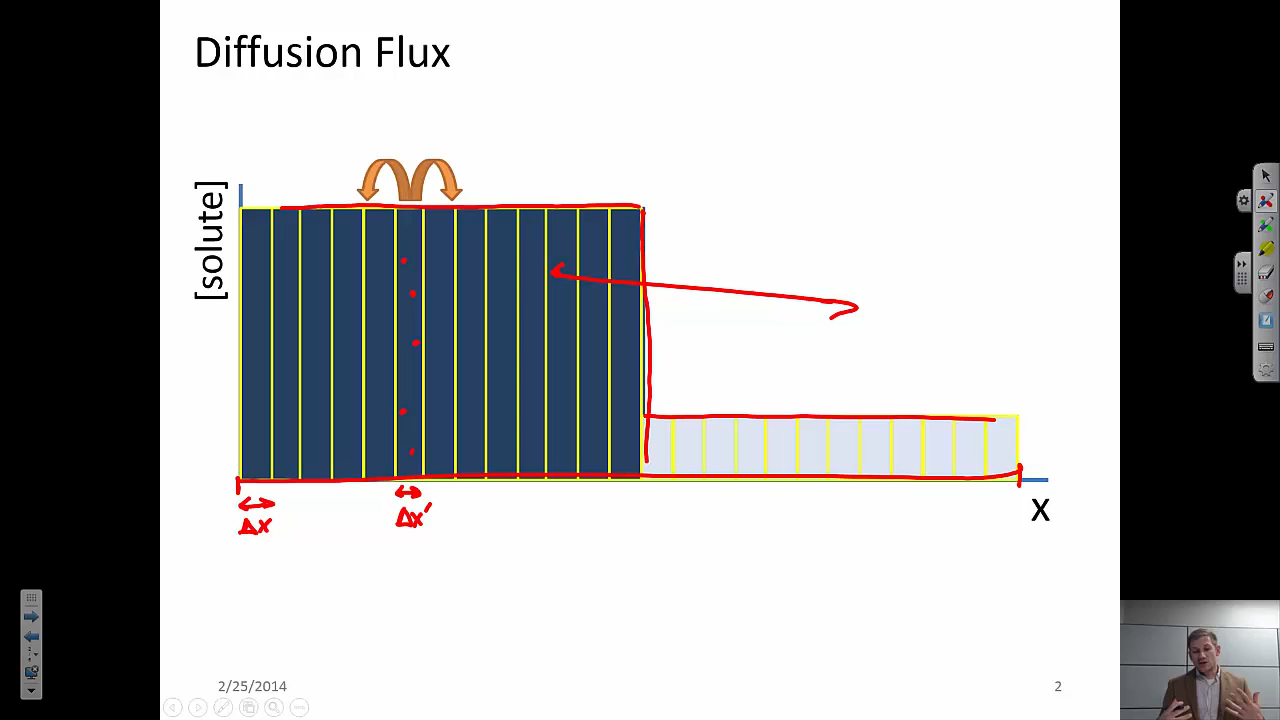 Diffusion Flux
[solute]
X
Δx
Δx'
2/25/2014
2